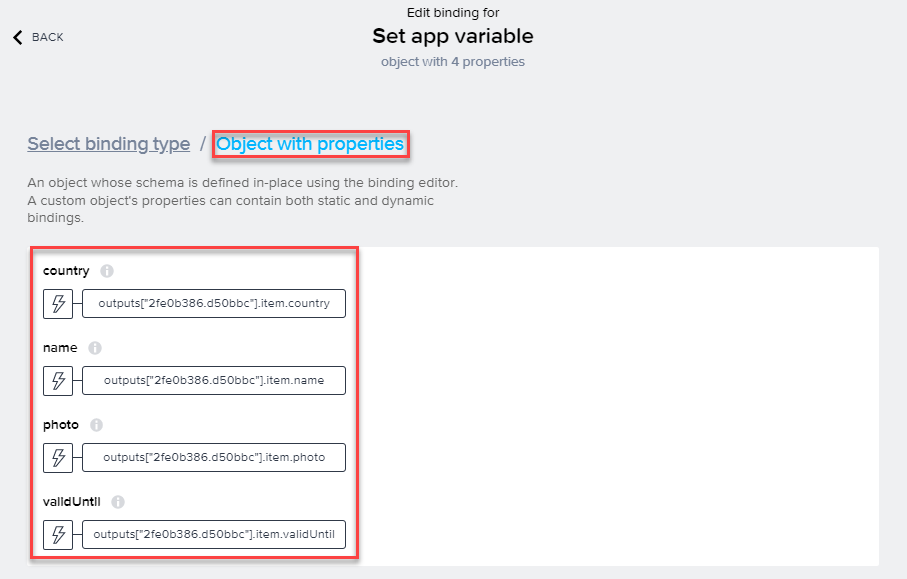 Edit binding for
BACK
Set app variable
object with 4 properties
Select binding type / Object with properties
An object whose schema is defined in-place using the binding editor.
A custom object's properties can contain both static and dynamic
bindings.
country
outputs["2fe0b386.d50bbc"].item.country
name
outputs["2fe0b386.d50bbc"].item.name
photo
outputs["2fe0b386.d50bbc"].item.photo
validUntil
outputs["2fe0b386.d50bbc"].item.validUntil